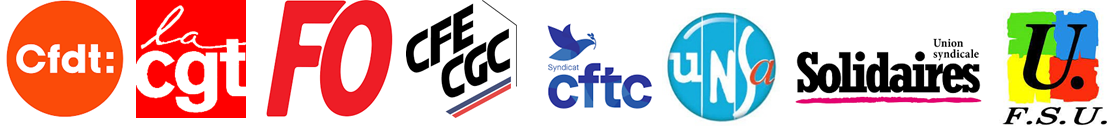 Cfdt:
la
cgt
FO
CFE
CGC
Syndicat
cftc
UNSa
Union
syndicale
Solidaires
U.
F.S.U.